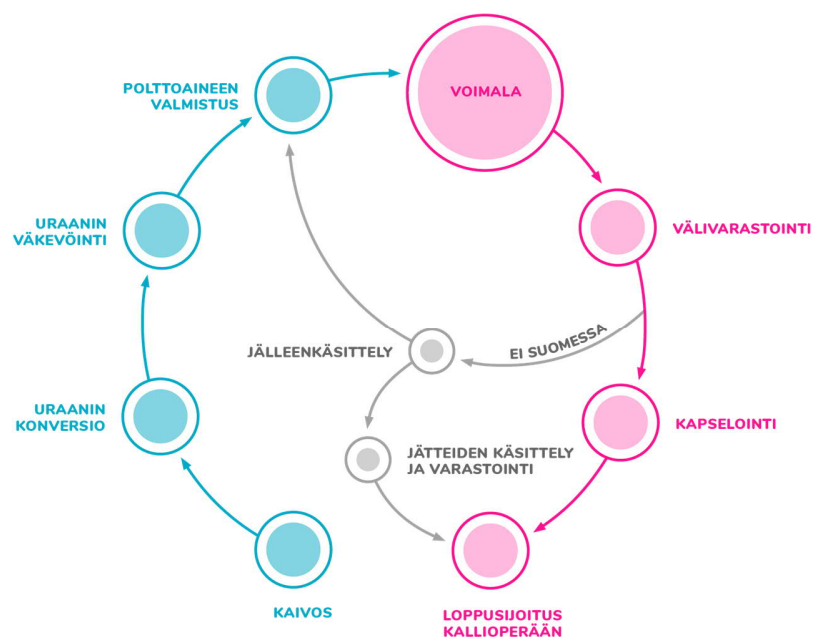 POLTTOAINEEN
VALMISTUS
VOIMALA
URAANIN
VÄKEVÖINTI
VÄLIVARASTOINTI
JÄLLEENKÄSITTELY
EI SUOMESSA
URAANIN
KONVERSIO
KAPSELOINTI
JÄTTEIDEN KÄSITTELY
JA VARASTOINTI
KAIVOS
LOPPUSIJOITUS
KALLIOPERÄÄN